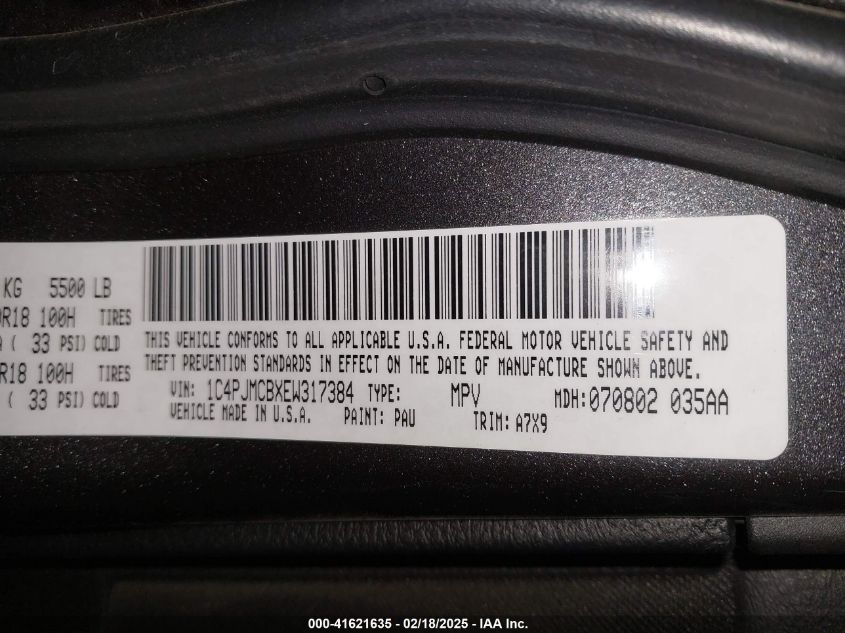 KG 5500 LB
R18 100H TIRES
( 33 PSI) COLD
R18 100H TIRES
( 33 PSI) COLD
THIS VEHICLE CONFORMS TO ALL APPLICABLE U.S.A. FEDERAL MOTOR VEHICLE SAFETY AND
THEFT PREVENTION STANDARDS IN EFFECT ON THE DATE OF MANUFACTURE SHOWN ABOVE.
VIN: 1C4PJMCBXEW317384 TYPE: MPV MDH: 070802 035AA
VEHICLE MADE IN U.S.A. PAINT: PAU TRIM: A7X9
000-41621635 - 02/18/2025 - IAA Inc.